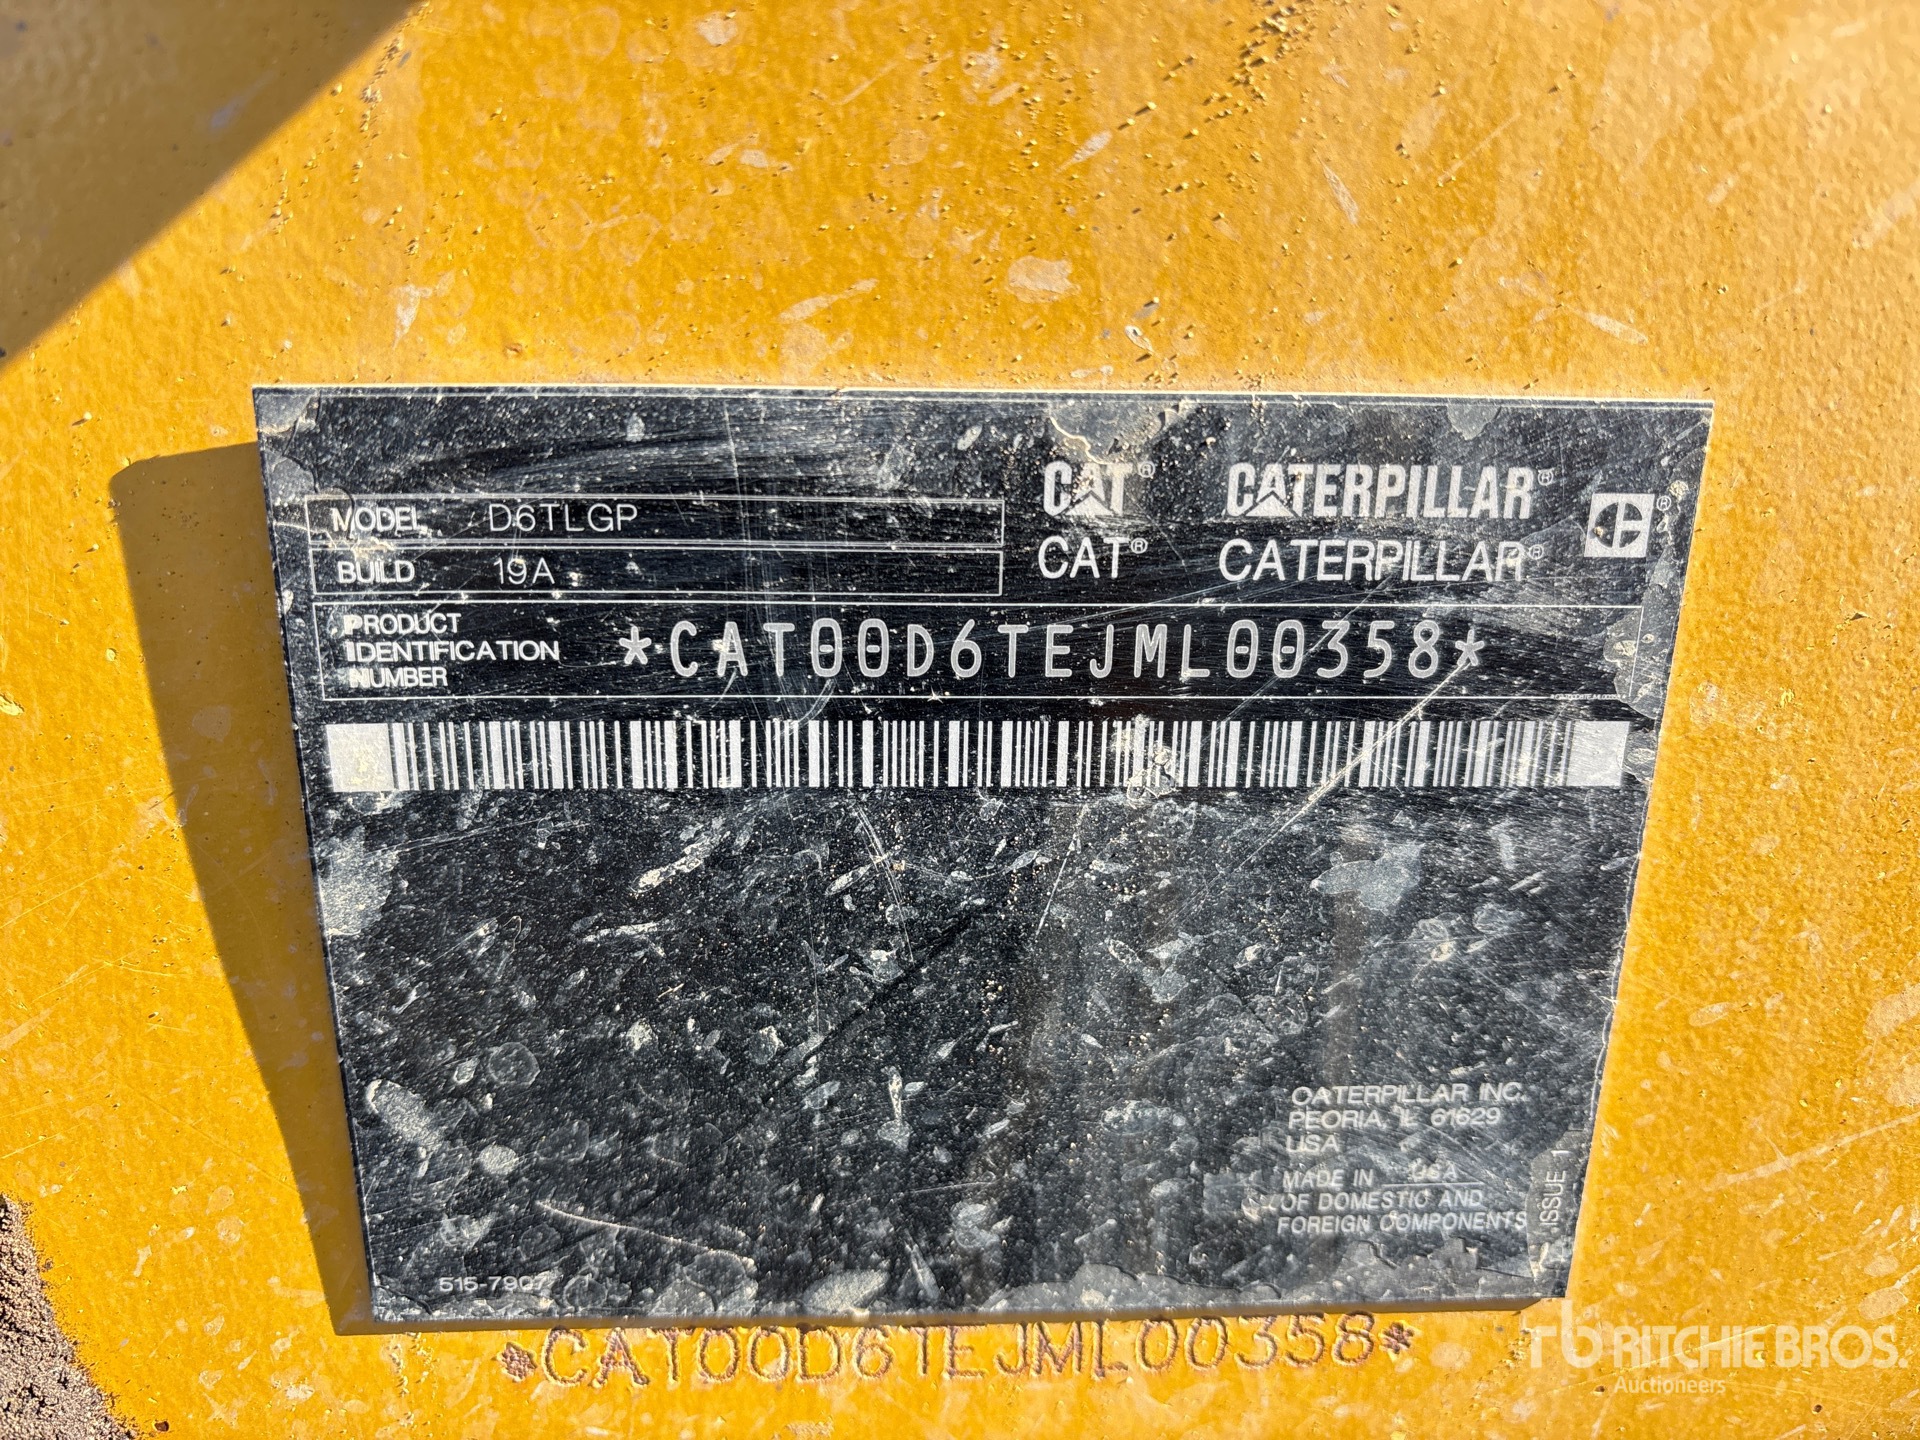 CAT® CATERPILLAR® ®
MODEL D6TLGP
CAT® CATERPILLAR®
BUILD 19A
PRODUCT
IDENTIFICATION
NUMBER
*CAT00D6TEJML00358*
CATERPILLAR INC.
PEORIA, IL 61629
USA
MADE IN USA
OF DOMESTIC AND
FOREIGN COMPONENTS
ISSUE 1
515-7907
*CAT00D6TEJML00358*
rb RITCHIE BROS.
Auctioneers